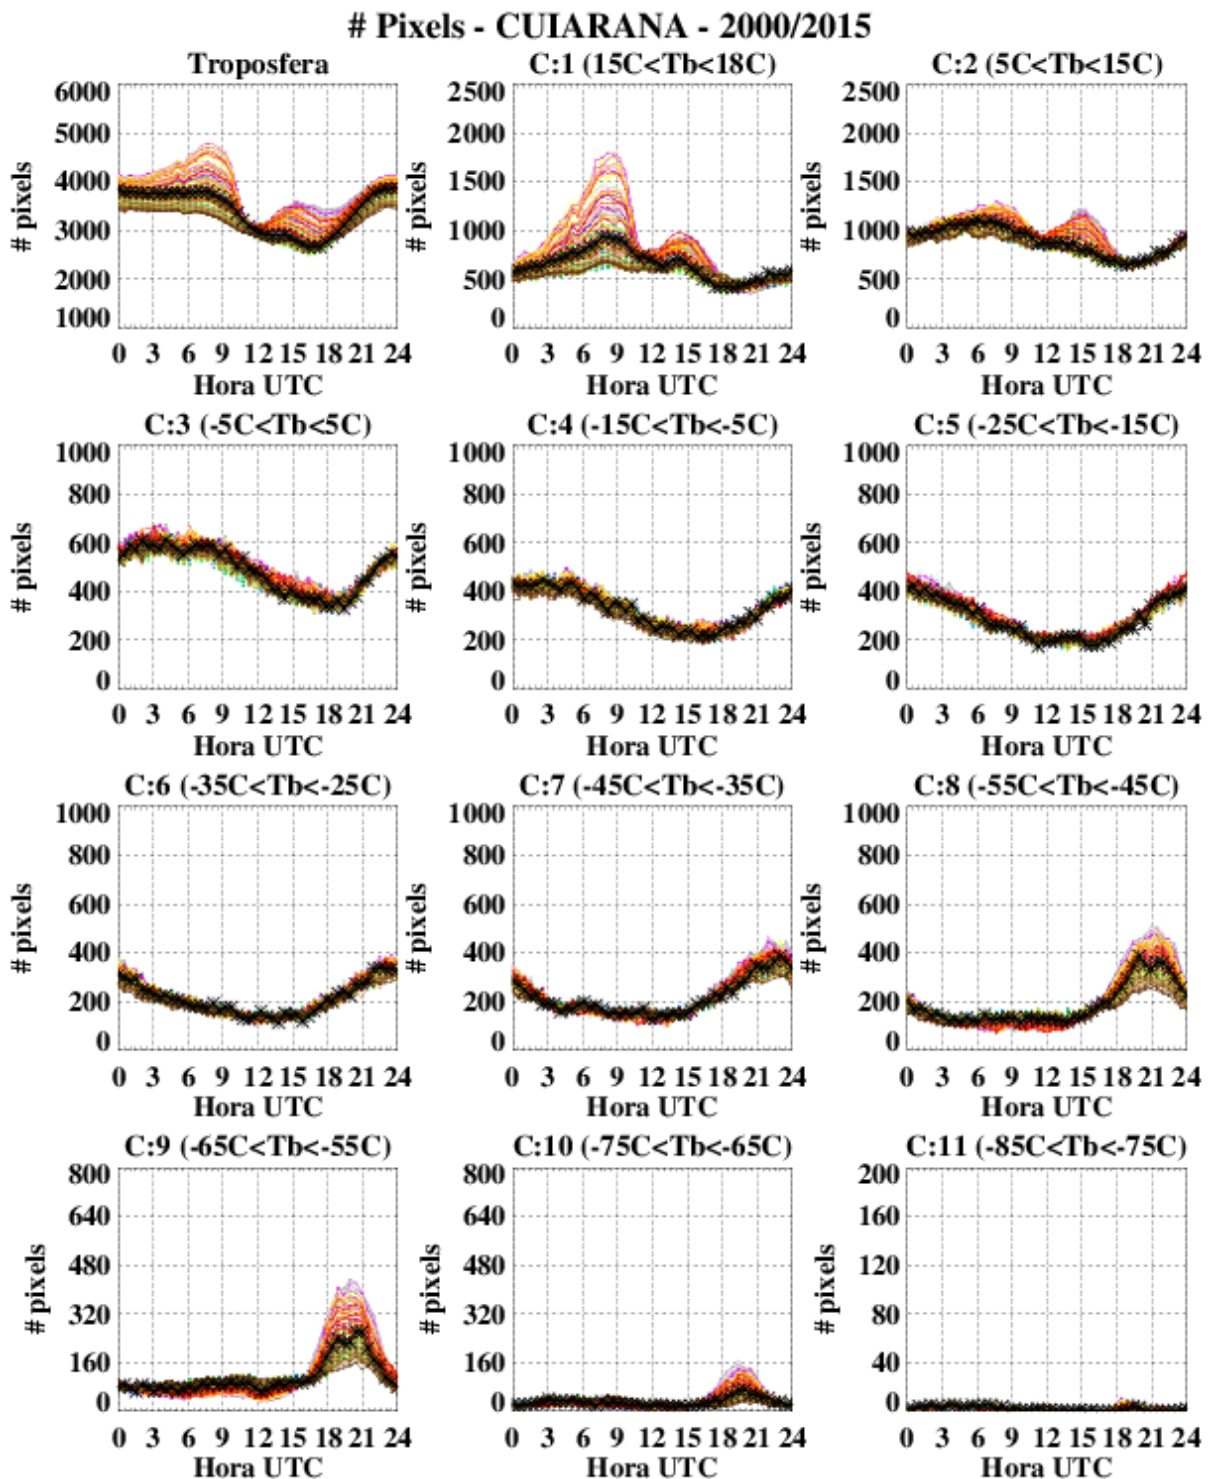 # Pixels - CUIARANA - 2000/2015
Troposfera
C:1 (15C<Tb<18C)
C:2 (5C<Tb<15C)
# pixels
6000
5000
4000
3000
2000
1000
# pixels
2500
2000
1500
1000
500
0
# pixels
2500
2000
1500
1000
500
0
0 3 6 9 12 15 18 21 24
0 3 6 9 12 15 18 21 24
0 3 6 9 12 15 18 21 24
Hora UTC
Hora UTC
Hora UTC
C:3 (-5C<Tb<5C)
C:4 (-15C<Tb<-5C)
C:5 (-25C<Tb<-15C)
# pixels
1000
800
600
400
200
0
# pixels
1000
800
600
400
200
0
# pixels
1000
800
600
400
200
0
0 3 6 9 12 15 18 21 24
0 3 6 9 12 15 18 21 24
0 3 6 9 12 15 18 21 24
Hora UTC
Hora UTC
Hora UTC
C:6 (-35C<Tb<-25C)
C:7 (-45C<Tb<-35C)
C:8 (-55C<Tb<-45C)
# pixels
1000
800
600
400
200
0
# pixels
1000
800
600
400
200
0
# pixels
1000
800
600
400
200
0
0 3 6 9 12 15 18 21 24
0 3 6 9 12 15 18 21 24
0 3 6 9 12 15 18 21 24
Hora UTC
Hora UTC
Hora UTC
C:9 (-65C<Tb<-55C)
C:10 (-75C<Tb<-65C)
C:11 (-85C<Tb<-75C)
# pixels
800
640
480
320
160
0
# pixels
800
640
480
320
160
0
# pixels
200
160
120
80
40
0
0 3 6 9 12 15 18 21 24
0 3 6 9 12 15 18 21 24
0 3 6 9 12 15 18 21 24
Hora UTC
Hora UTC
Hora UTC